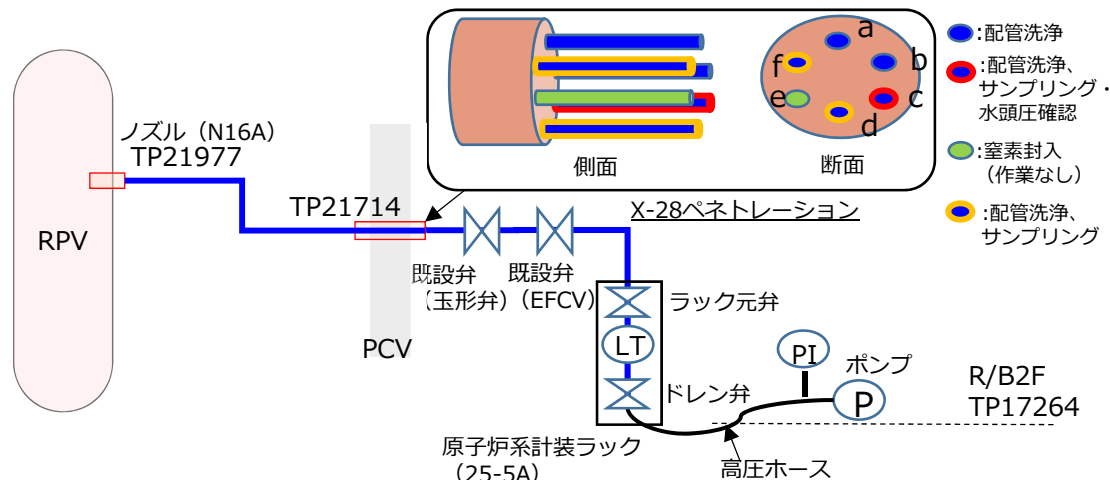 ノズル（N16A）
TP21977
RPV
TP21714
PCV
既設弁
（玉形弁）
既設弁
（EFCV）
側面
断面
a
b
c
d
e
f
X-28ペネトレーション
:配管洗浄
:配管洗浄、
サンプリング・
水頭圧確認
:窒素封入
（作業なし）
:配管洗浄、
サンプリング
ラック元弁
LT
ドレン弁
PI
ポンプ
P
R/B2F
TP17264
原子炉系計装ラック
（25-5A）
高圧ホース